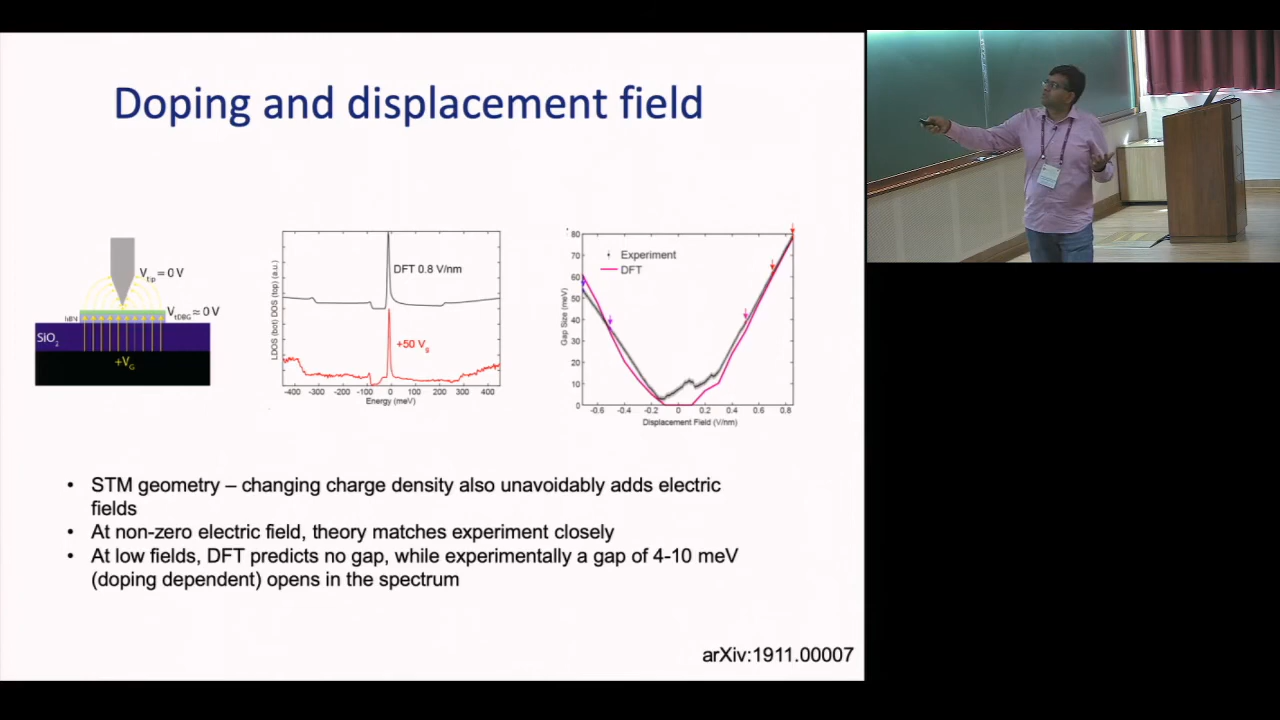 Doping and displacement field
V_tip = 0 V
hBN
V_tDBG ≈ 0 V
SiO2
+V_G
LDOS (bot) DOS (top) (a.u.)
DFT 0.8 V/nm
+50 V_s
-400 -300 -200 -100 0 100 200 300 400
Energy (meV)
Gap Size (meV)
80
70
60
50
40
30
20
10
0
Experiment
DFT
-0.6 -0.4 -0.2 0 0.2 0.4 0.6 0.8
Displacement Field (V/nm)
• STM geometry – changing charge density also unavoidably adds electric
fields
• At non-zero electric field, theory matches experiment closely
• At low fields, DFT predicts no gap, while experimentally a gap of 4-10 meV
(doping dependent) opens in the spectrum
arXiv:1911.00007